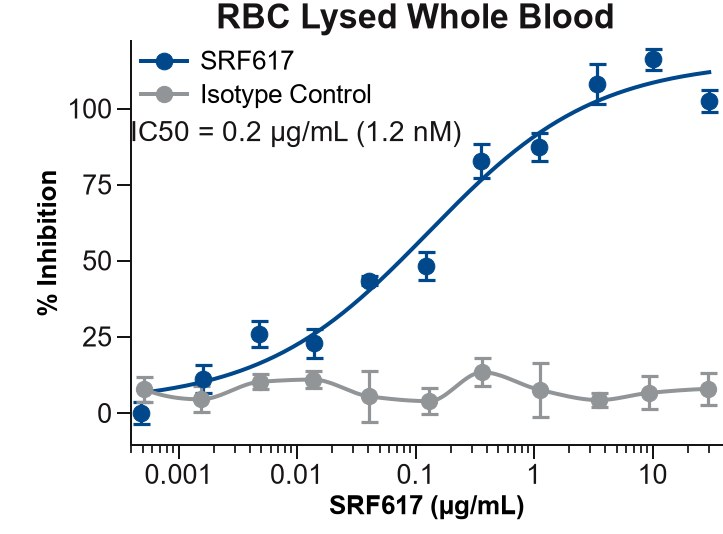 RBC Lysed Whole Blood
SRF617
Isotype Control
IC50 = 0.2 µg/mL (1.2 nM)
% Inhibition
100
75
50
25
0
0.001 0.01 0.1 1 10
SRF617 (µg/mL)